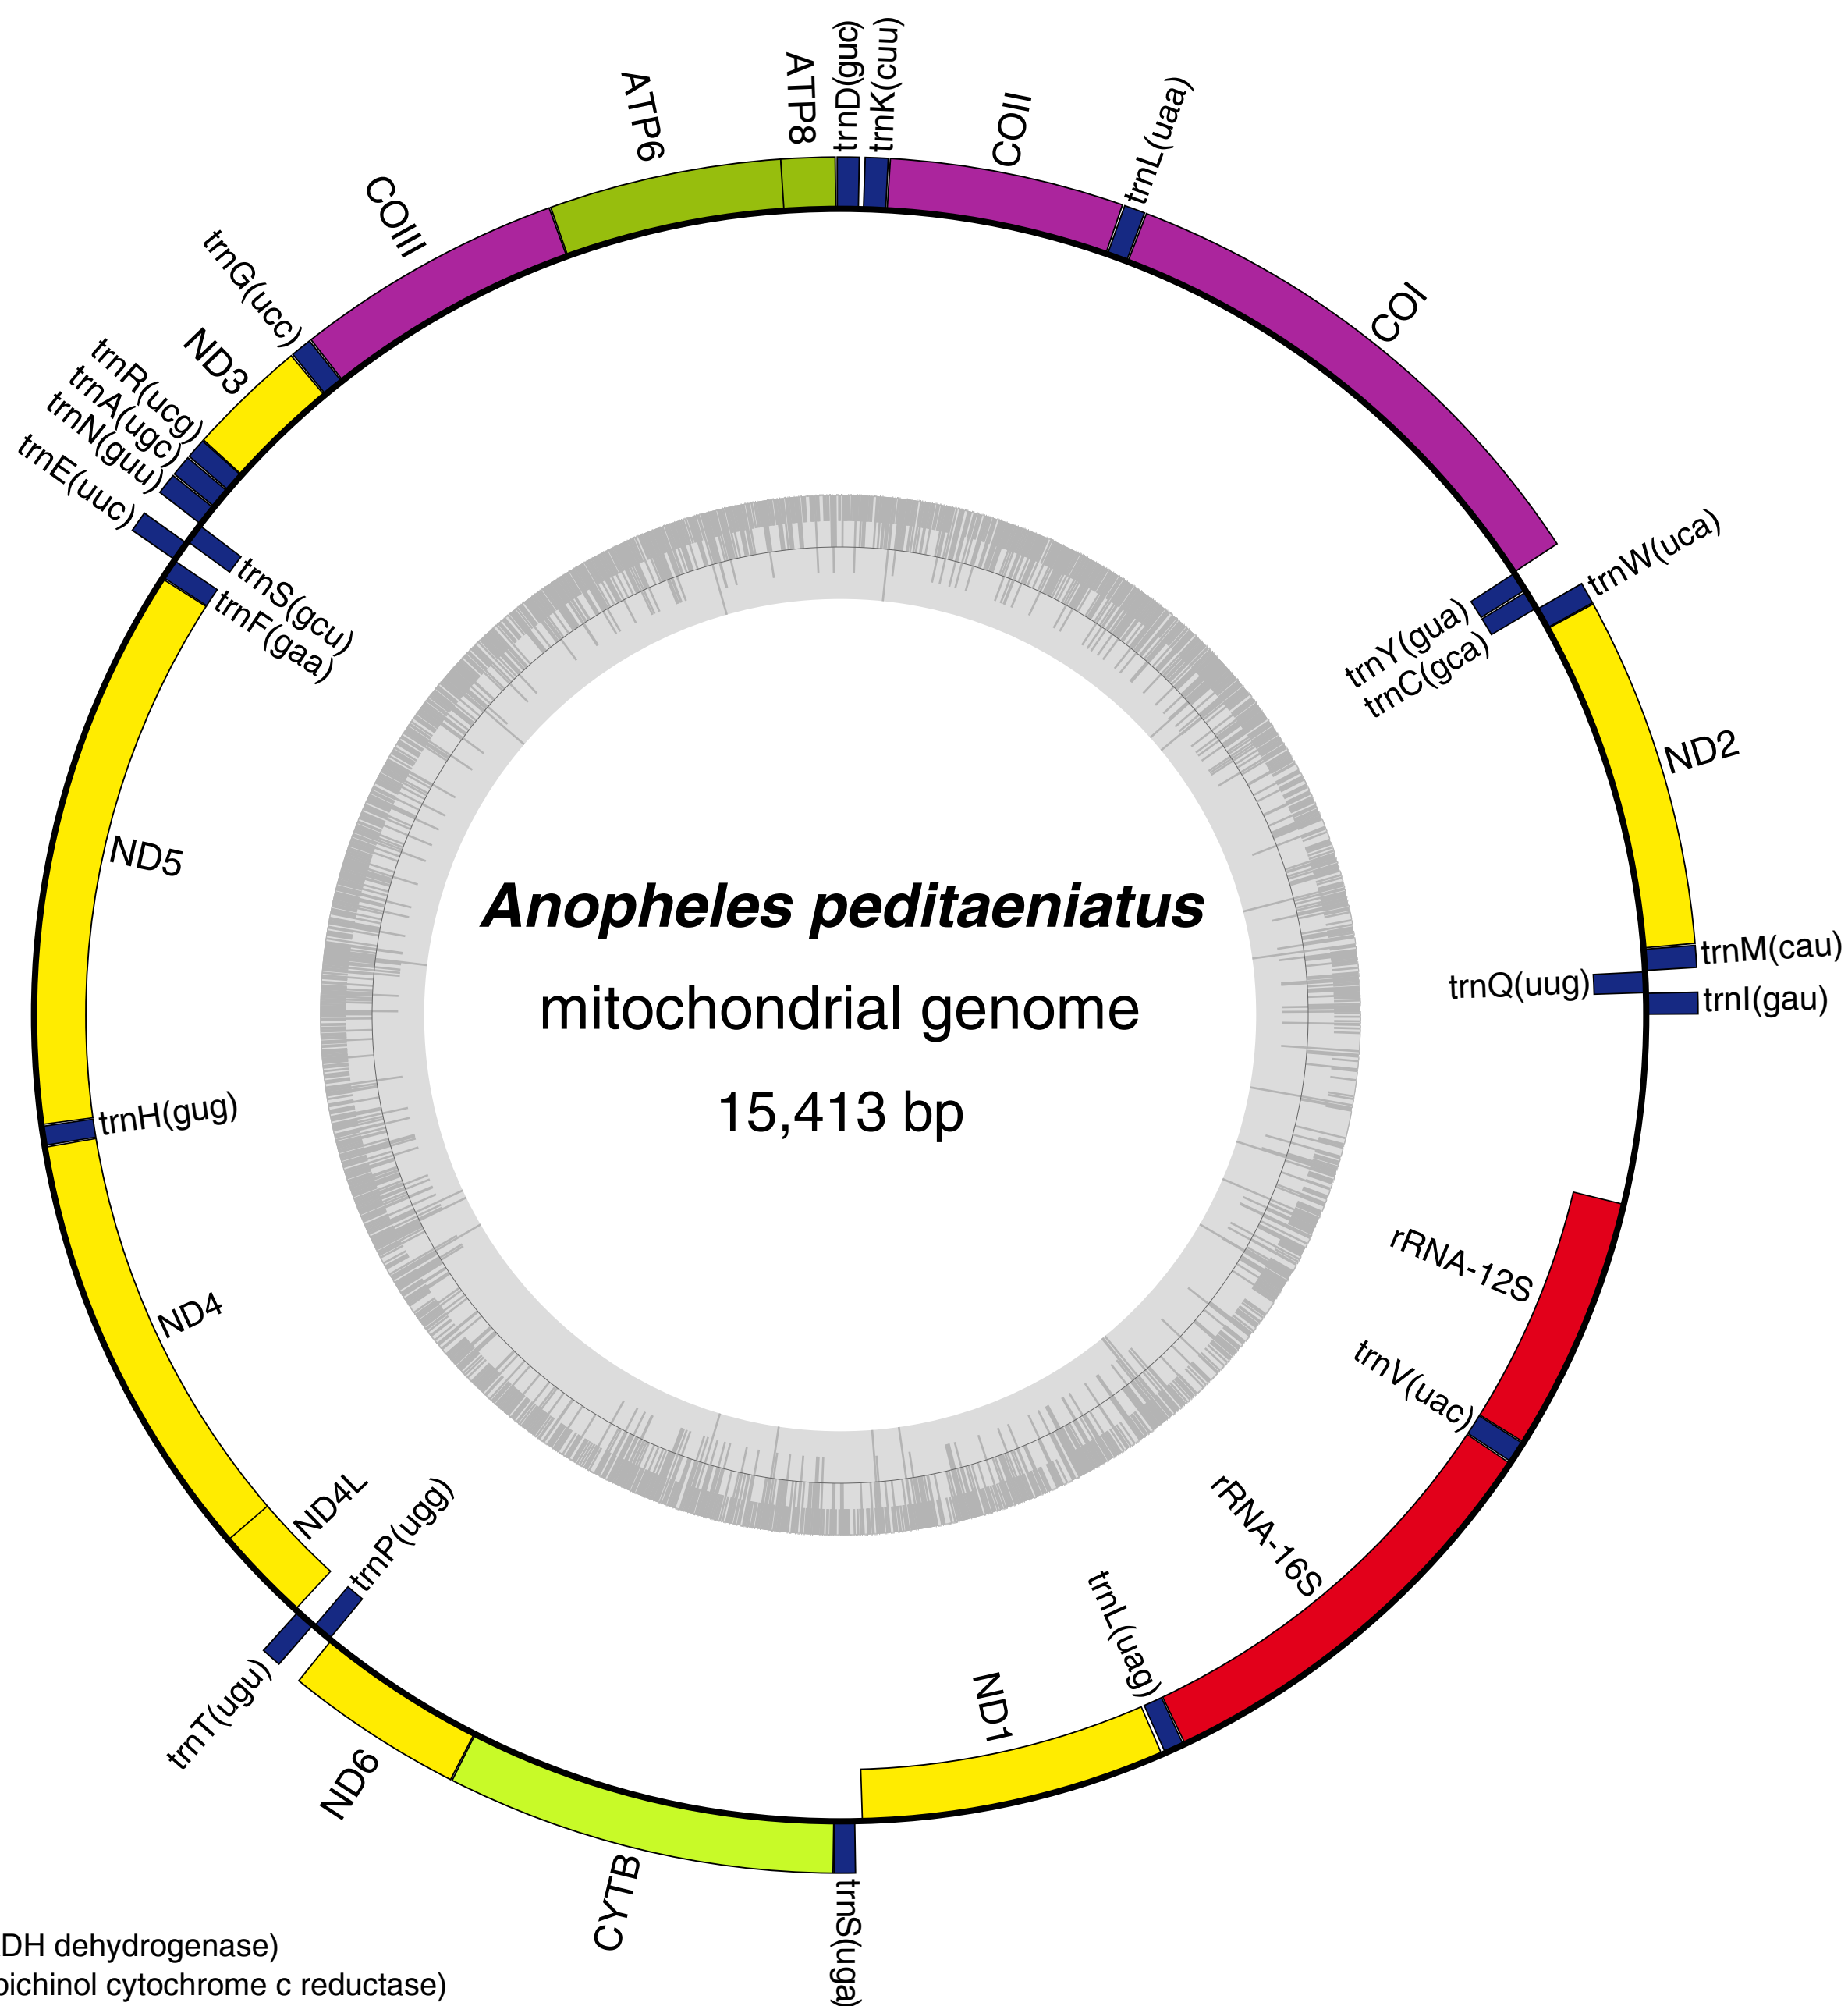 Anopheles peditaeniatus
mitochondrial genome
15,413 bp
trnD(guc)
trnK(cuu)
COII
trnL(uaa)
COI
trnW(uca)
trnY(gua)
trnC(gca)
ND2
trnM(cau)
trnQ(uug)
trnI(gau)
rRNA-12S
trnV(uac)
rRNA-16S
trnL(uag)
ND1
trnS(uga)
CYTB
ND6
trnT(ugu)
trnP(ugg)
ND4L
ND4
trnH(gug)
ND5
trnF(gaa)
trnS(gcu)
trnE(uuc)
trnN(guu)
trnA(ugc)
trnR(ucg)
ND3
trnG(ucc)
COIII
ATP6
ATP8
DH dehydrogenase)
bichinol cytochrome c reductase)